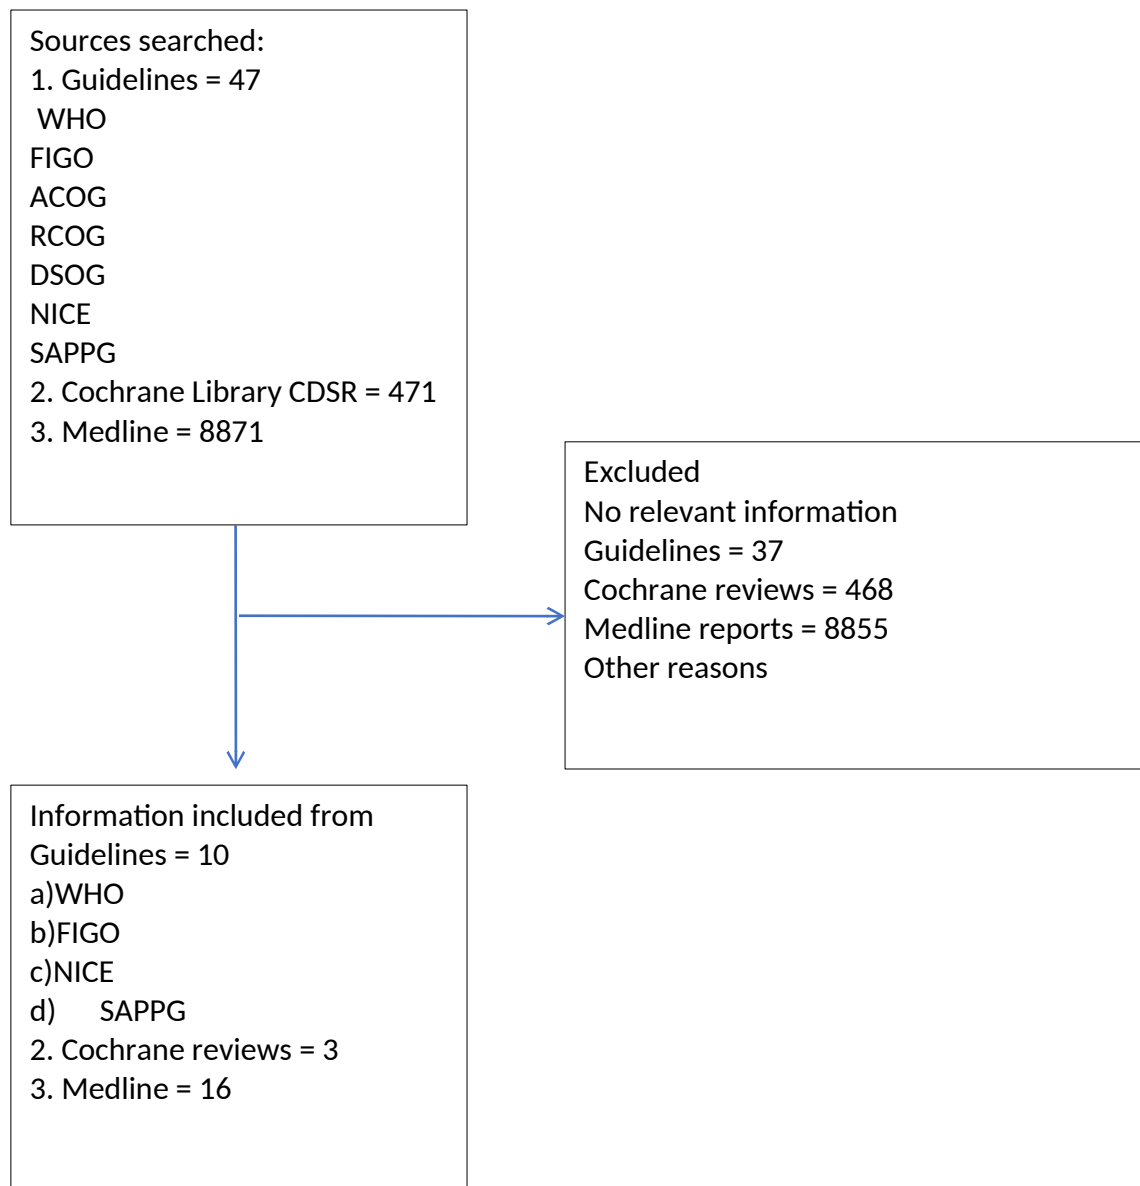 Sources searched:
1. Guidelines = 47
WHO
FIGO
ACOG
RCOG
DSOG
NICE
SAPPG
2. Cochrane Library CDSR = 471
3. Medline = 8871
Excluded
No relevant information
Guidelines = 37
Cochrane reviews = 468
Medline reports = 8855
Other reasons
Information included from
Guidelines = 10
a)WHO
b)FIGO
c)NICE
d) SAPPG
2. Cochrane reviews = 3
3. Medline = 16